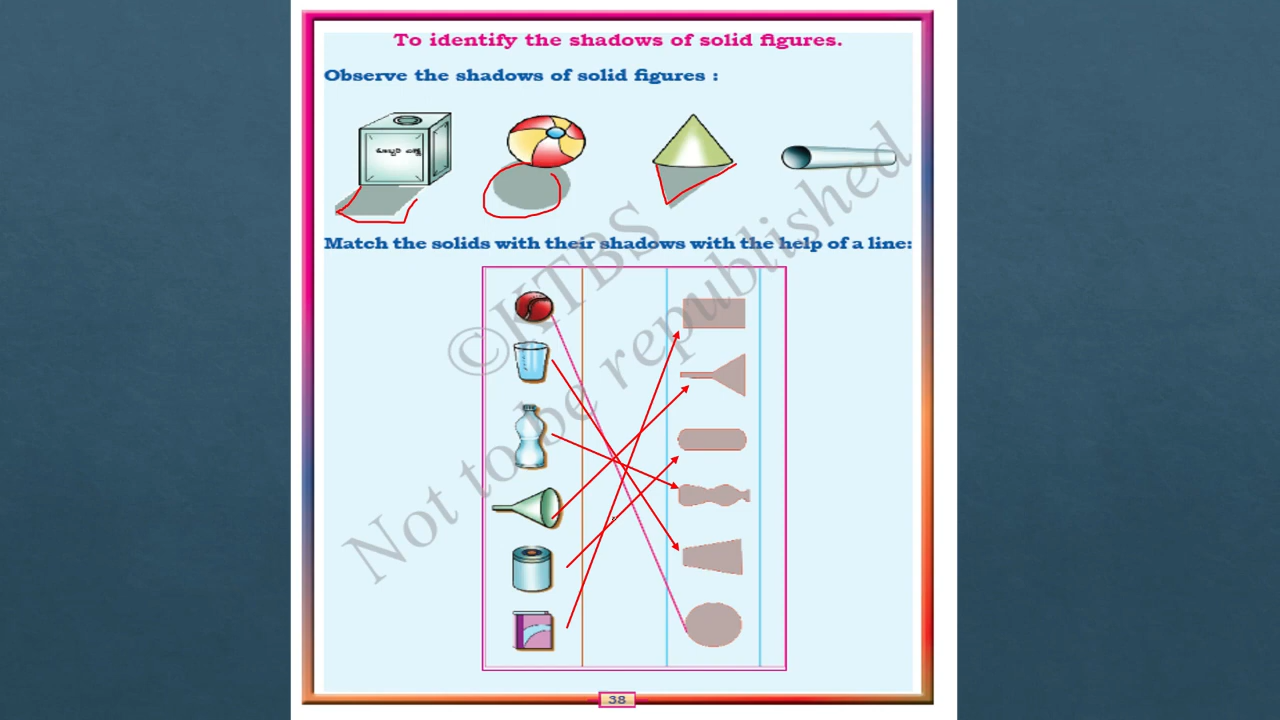 To identify the shadows of solid figures.
Observe the shadows of solid figures :
Match the solids with their shadows with the help of a line:
©KTBS
Not to be republished
38